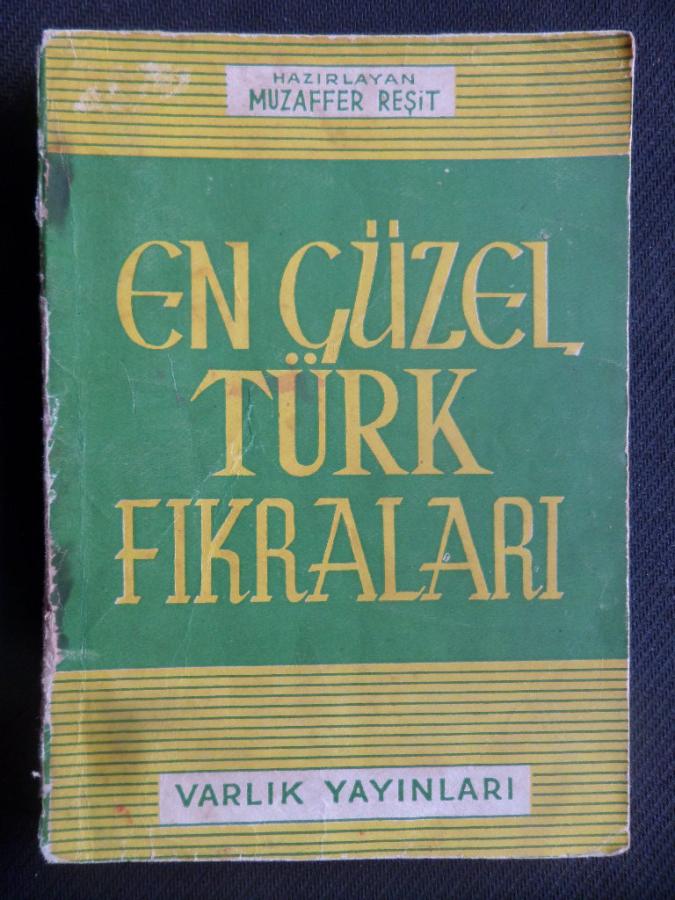 HAZIRLAYAN
MUZAFFER REŞİT
EN GÜZEL
TÜRK
FIKRALARI
VARLIK YAYINLARI